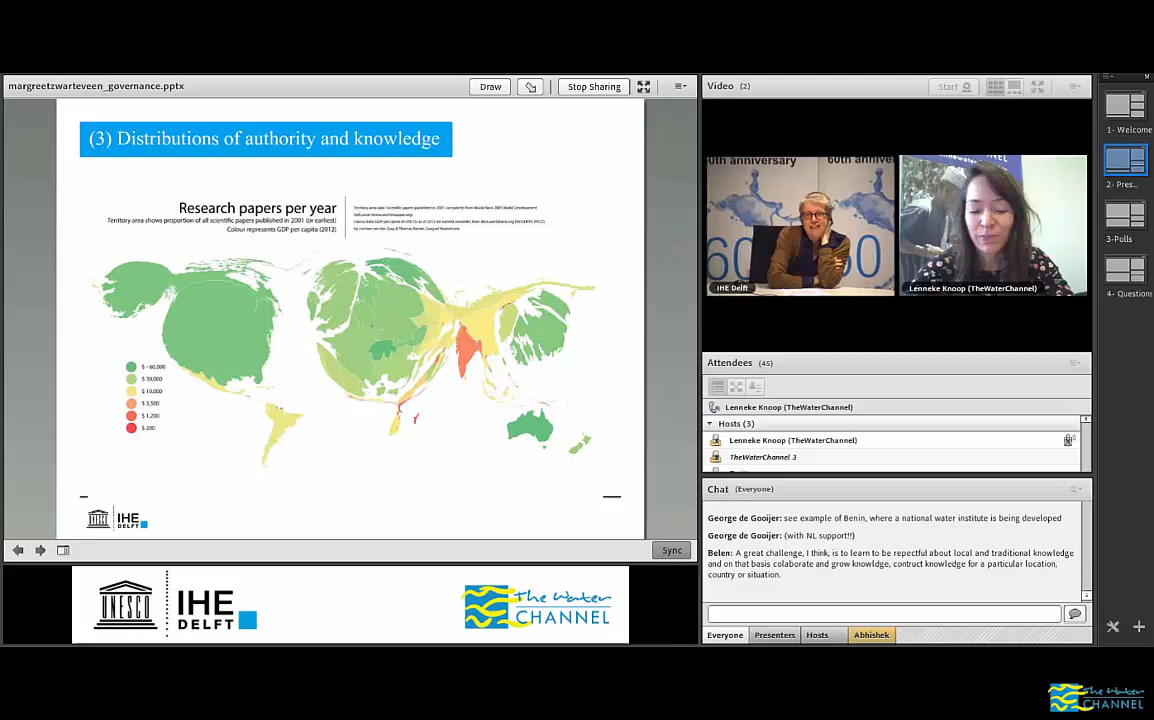 margreetzwarteveen_governance.pptx
Draw
Stop Sharing
(3) Distributions of authority and knowledge
Research papers per year
Territory area shows proportion of all scientific papers published in 2001 (or earliest)
Colour represents GDP per capita (2012)
$ ~60,000
$ 30,000
$ 10,000
$ 3,500
$ 1,200
$ 200
UNESCO
IHE
DELFT
Sync
UNESCO
IHE
DELFT
The Water
CHANNEL
Video (2)
Start
60th anniversary
IHE Delft
Lenneke Knoop (TheWaterChannel)
Attendees (45)
Lenneke Knoop (TheWaterChannel)
Hosts (3)
Lenneke Knoop (TheWaterChannel)
TheWaterChannel 3
Chat (Everyone)
George de Gooijer: see example of Benin, where a national water institute is being developed
George de Gooijer: (with NL support!!)
Belen: A great challenge, I think, is to learn to be repectful about local and traditional knowledge
and on that basis colaborate and grow knowldge, contruct knowledge for a particular location,
country or situation.
Everyone
Presenters
Hosts
Abhishek
1- Welcome
2- Pres...
3-Polls
4- Questions
The Water
CHANNEL